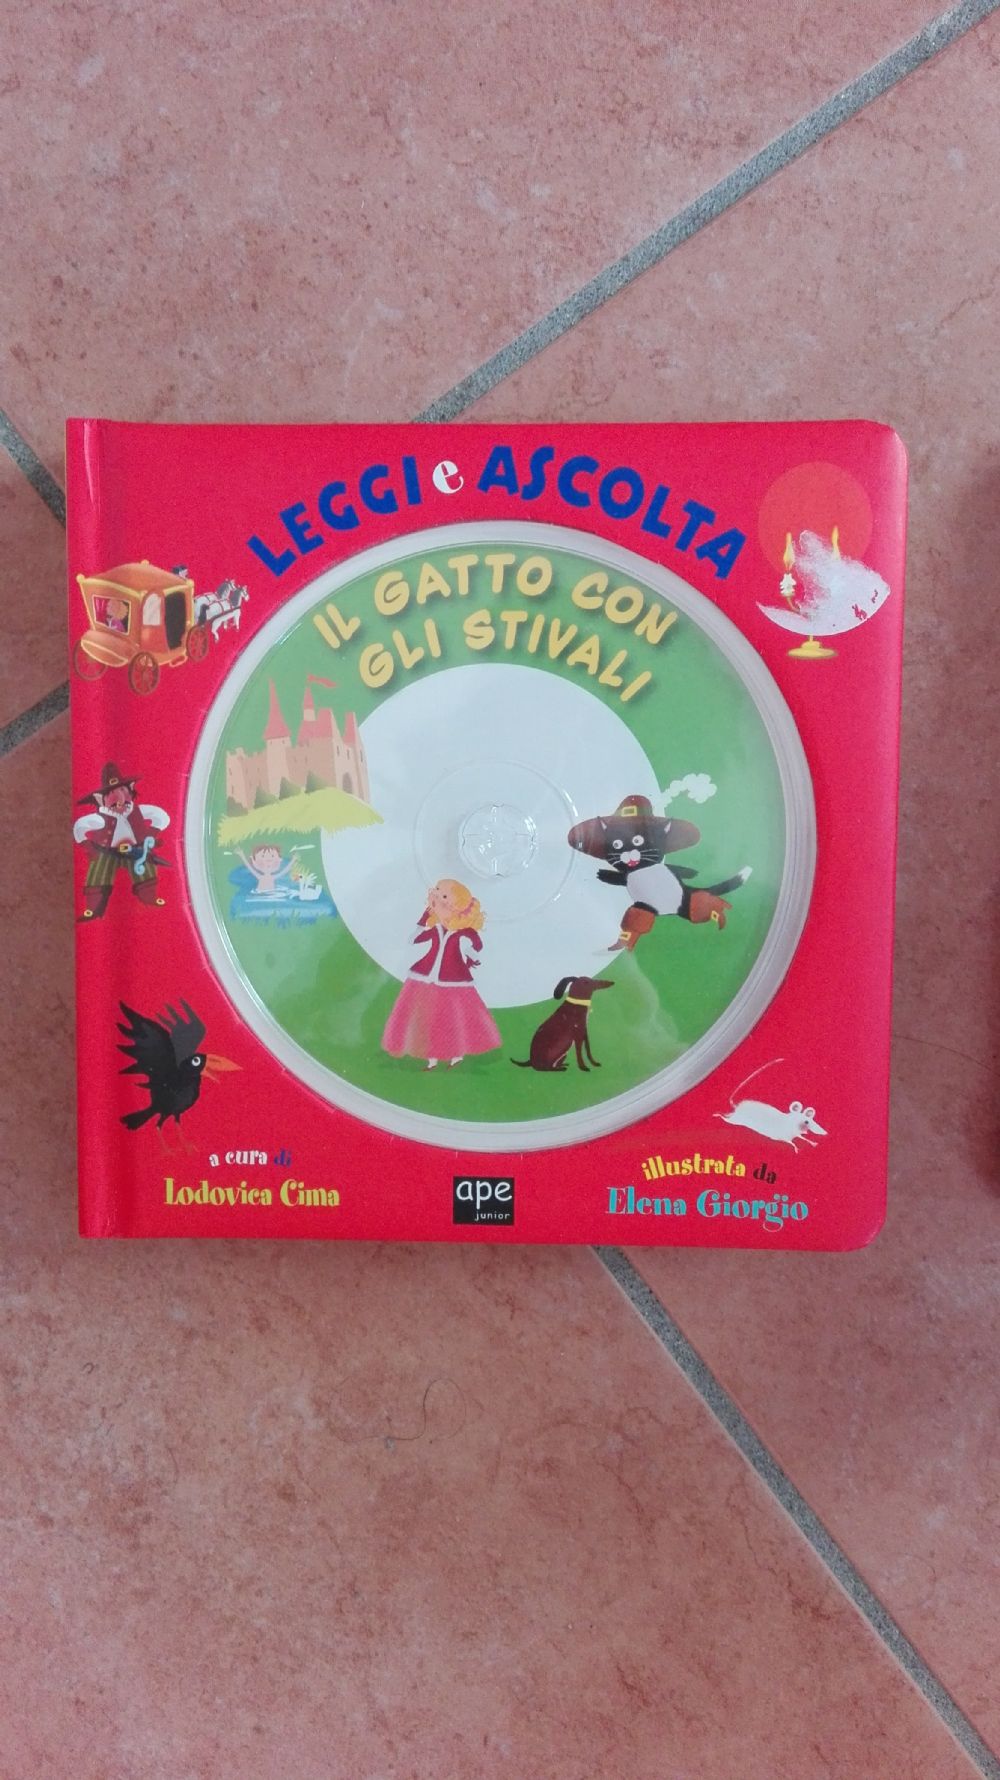 LEGGI e ASCOLTA
IL GATTO CON
GLI STIVALI
a cura di
Lodovica Cima
ape
junior
illustrata da
Elena Giorgio